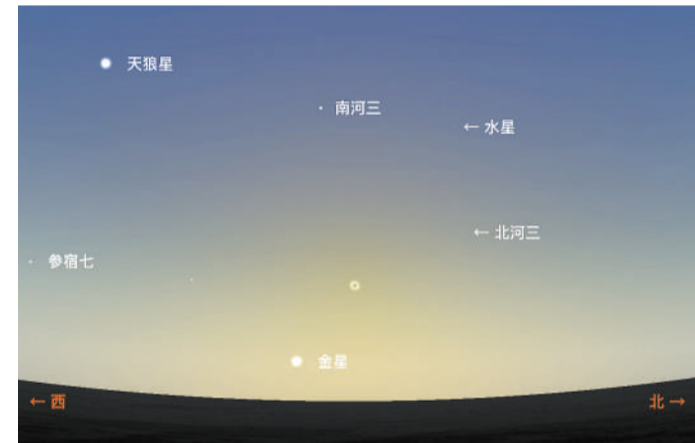 天狼星
南河三
← 水星
← 北河三
参宿七
金星
← 西
北 →